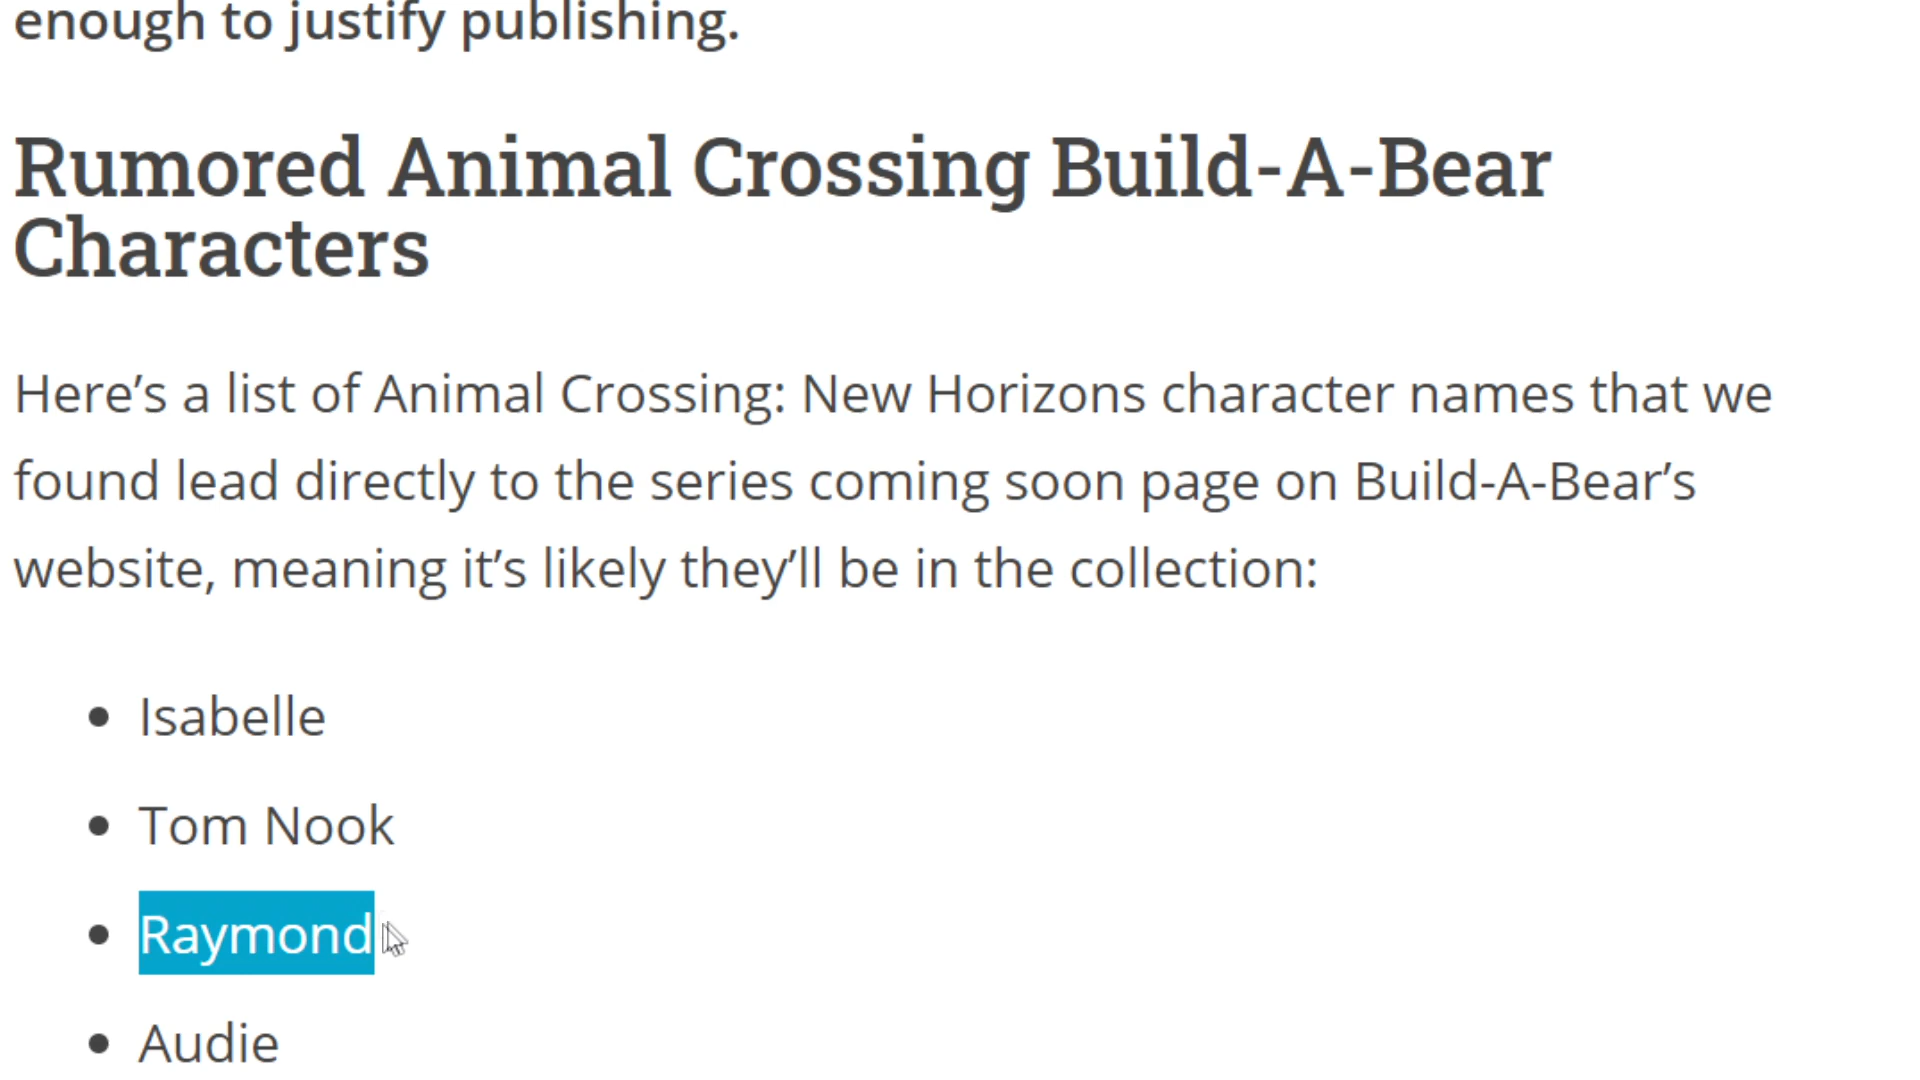 enough to justify publishing.
Rumored Animal Crossing Build-A-Bear
Characters
Here’s a list of Animal Crossing: New Horizons character names that we
found lead directly to the series coming soon page on Build-A-Bear’s
website, meaning it’s likely they’ll be in the collection:
• Isabelle
• Tom Nook
• Raymond
• Audie